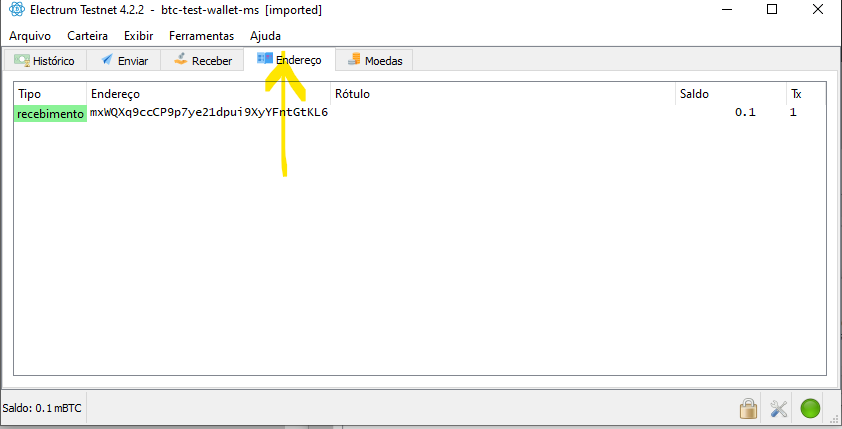 Electrum Testnet 4.2.2 - btc-test-wallet-ms [imported]
Arquivo Carteira Exibir Ferramentas Ajuda
Histórico Enviar Receber Endereço Moedas
Tipo Endereço Rótulo Saldo Tx
recebimento mxWQXq9ccCP9p7ye21dpui9XyYFntGtKL6 0.1 1
Saldo: 0.1 mBTC